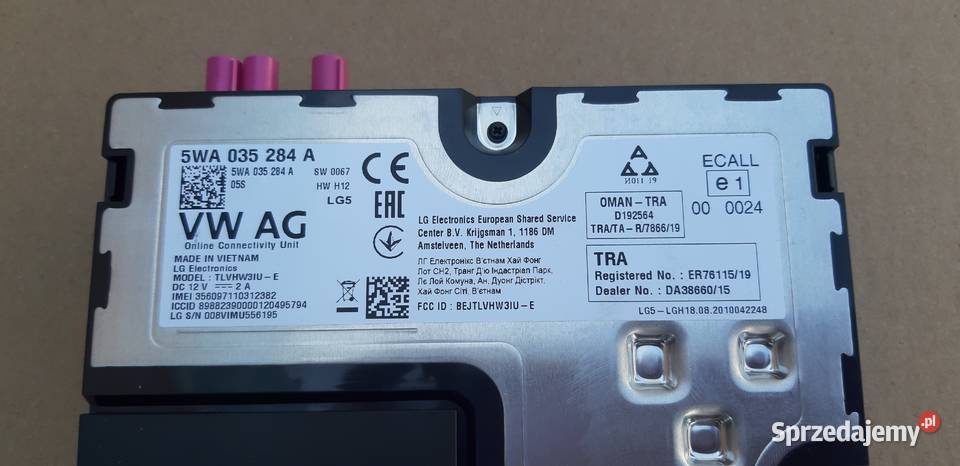 5WA 035 284 A
5WA 035 284 A
05S
SW 0067
HW H12
LG5
CE
EAC
VW AG
Online Connectivity Unit
MADE IN VIETNAM
LG Electronics
MODEL : TLVHW3IU-E
DC 12 V 2 A
IMEI 356097110312382
ICCID 89882390000120495794
LG S/N 008VIMU556195
LG Electronics European Shared Service
Center B.V. Krijgsman 1, 1186 DM
Amstelveen, The Netherlands
ЛГ Електронікс В'єтнам Хай Фонг
Лот СН2, Транг Д'ю Індастріал Парк,
Ле Лой Комуна, Ан. Дуонг Дістрікт,
Хай Фонг Сіті, В'єтнам
FCC ID : BEJTLVHW3IU-E
И011 19
OMAN-TRA
D192564
TRA/TA-R/7866/19
ECALL
e 1
00 0024
TRA
Registered No. : ER76115/19
Dealer No. : DA38660/15
LG5-LGH18.08.2010042248
Sprzedajemy.pl